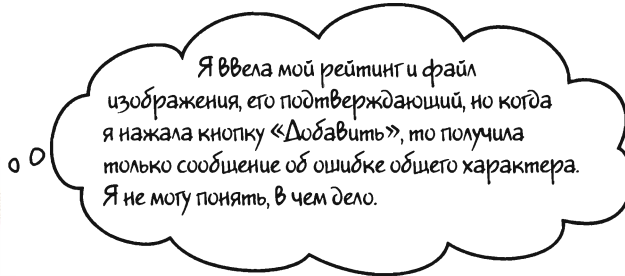 Я ввела мой рейтинг и файл
изображения, его подтверждающий, но когда
я нажала кнопку «Добавить», то получила
только сообщение об ошибке общего характера.
Я не могу понять, в чем дело.